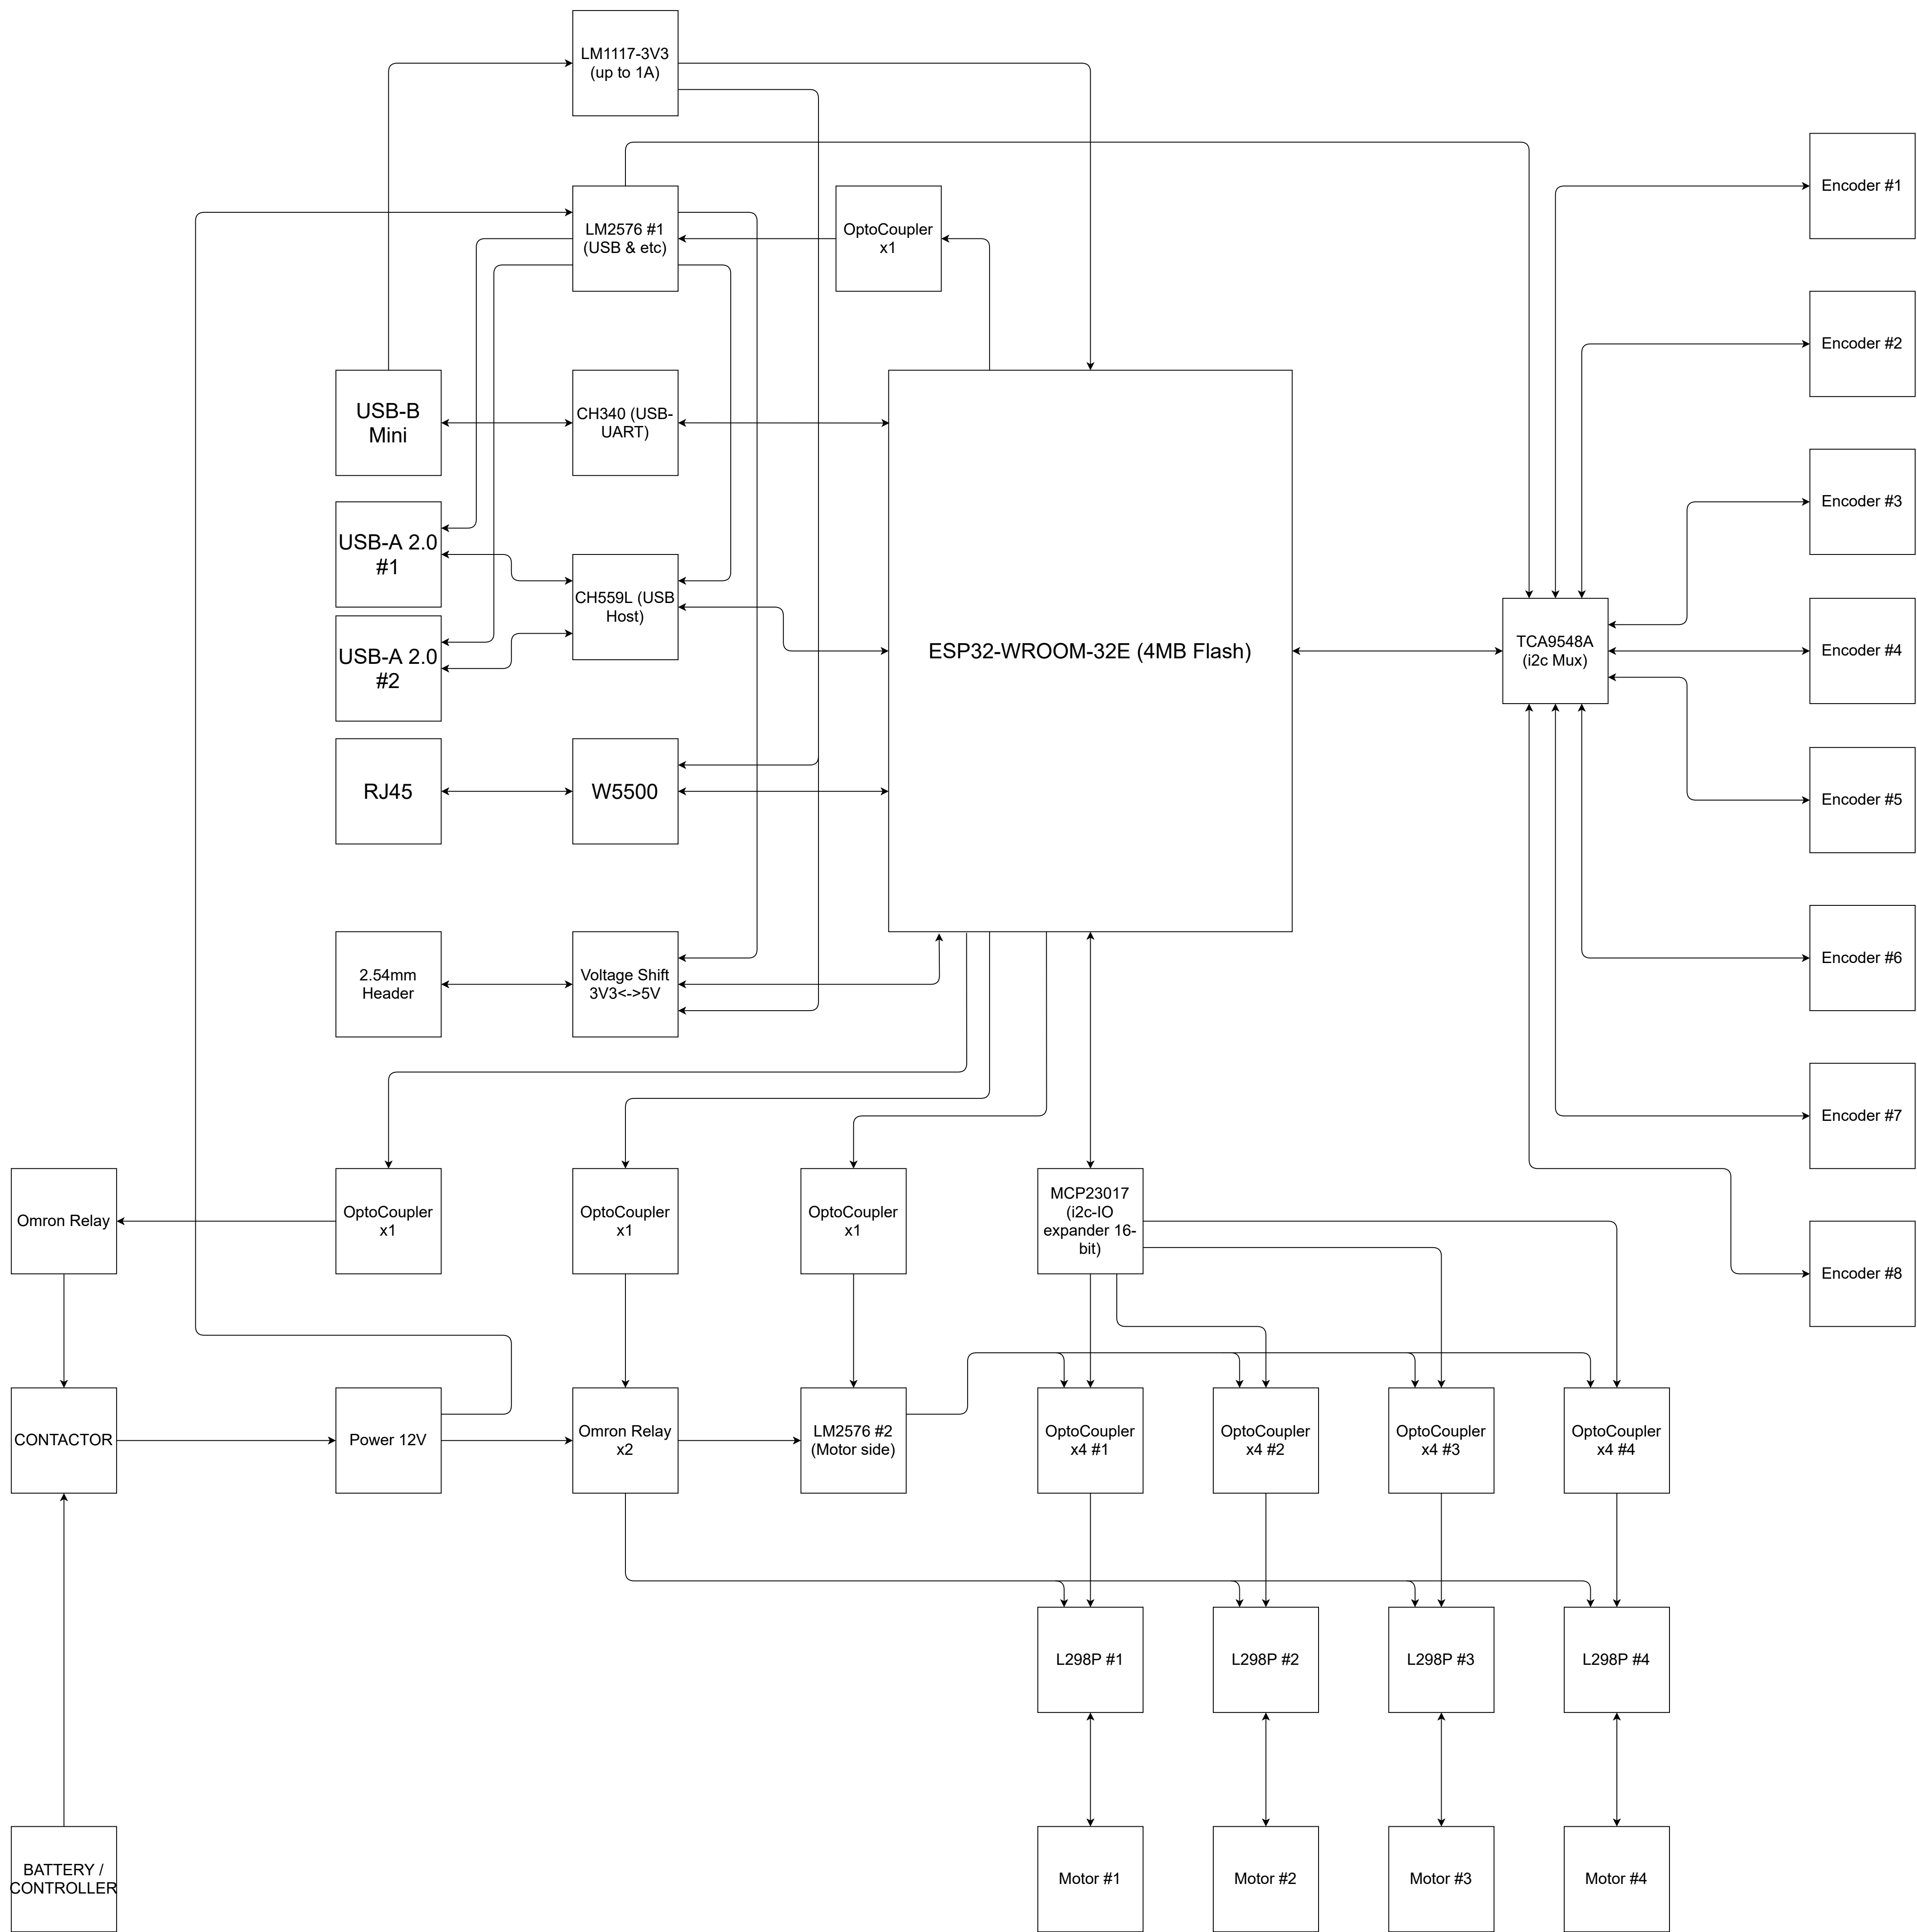 LM1117-3V3
(up to 1A)
LM2576 #1
(USB & etc)
OptoCoupler
x1
Encoder #1
Encoder #2
USB-B
Mini
CH340 (USB-
UART)
Encoder #3
USB-A 2.0
#1
CH559L (USB
Host)
USB-A 2.0
#2
ESP32-WROOM-32E (4MB Flash)
TCA9548A
(i2c Mux)
Encoder #4
RJ45
W5500
Encoder #5
2.54mm
Header
Voltage Shift
3V3<->5V
Encoder #6
Encoder #7
Omron Relay
OptoCoupler
x1
OptoCoupler
x1
OptoCoupler
x1
MCP23017
(i2c-IO
expander 16-
bit)
Encoder #8
CONTACTOR
Power 12V
Omron Relay
x2
LM2576 #2
(Motor side)
OptoCoupler
x4 #1
OptoCoupler
x4 #2
OptoCoupler
x4 #3
OptoCoupler
x4 #4
L298P #1
L298P #2
L298P #3
L298P #4
BATTERY /
CONTROLLER
Motor #1
Motor #2
Motor #3
Motor #4